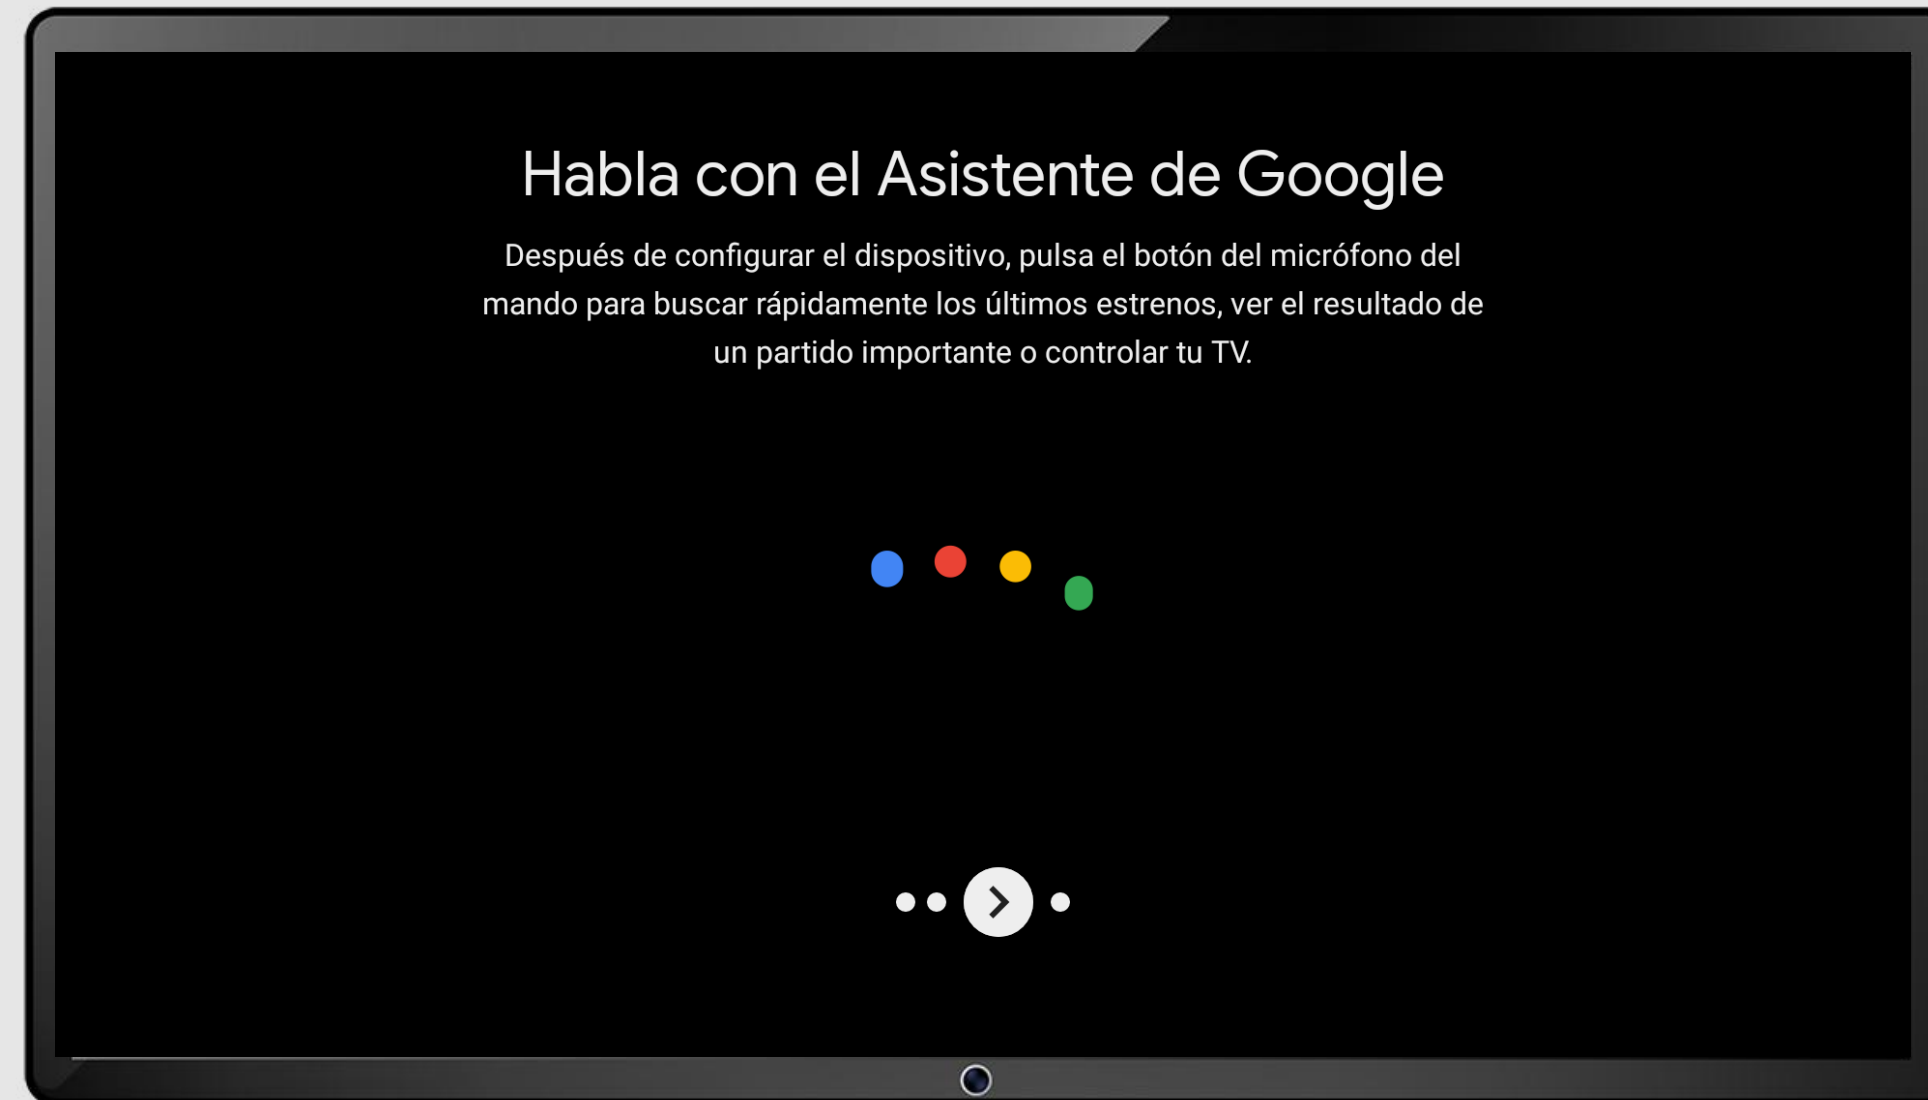 Habla con el Asistente de Google
Después de configurar el dispositivo, pulsa el botón del micrófono del
mando para buscar rápidamente los últimos estrenos, ver el resultado de
un partido importante o controlar tu TV.